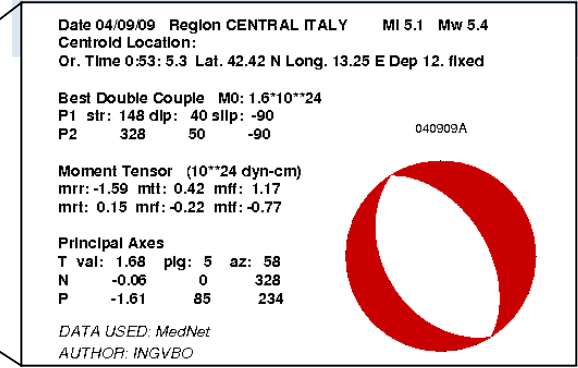 Date 04/09/09 Region CENTRAL ITALY Ml 5.1 Mw 5.4
Centroid Location:
Or. Time 0:53: 5.3 Lat. 42.42 N Long. 13.25 E Dep 12. fixed
Best Double Couple M0: 1.6*10**24
P1 str: 148 dip: 40 slip: -90
P2 328 50 -90
040909A
Moment Tensor (10**24 dyn-cm)
mrr: -1.59 mtt: 0.42 mff: 1.17
mrt: 0.15 mrf: -0.22 mtf: -0.77
Principal Axes
T val: 1.68 plg: 5 az: 58
N -0.06 0 328
P -1.61 85 234
DATA USED: MedNet
AUTHOR: INGVBO